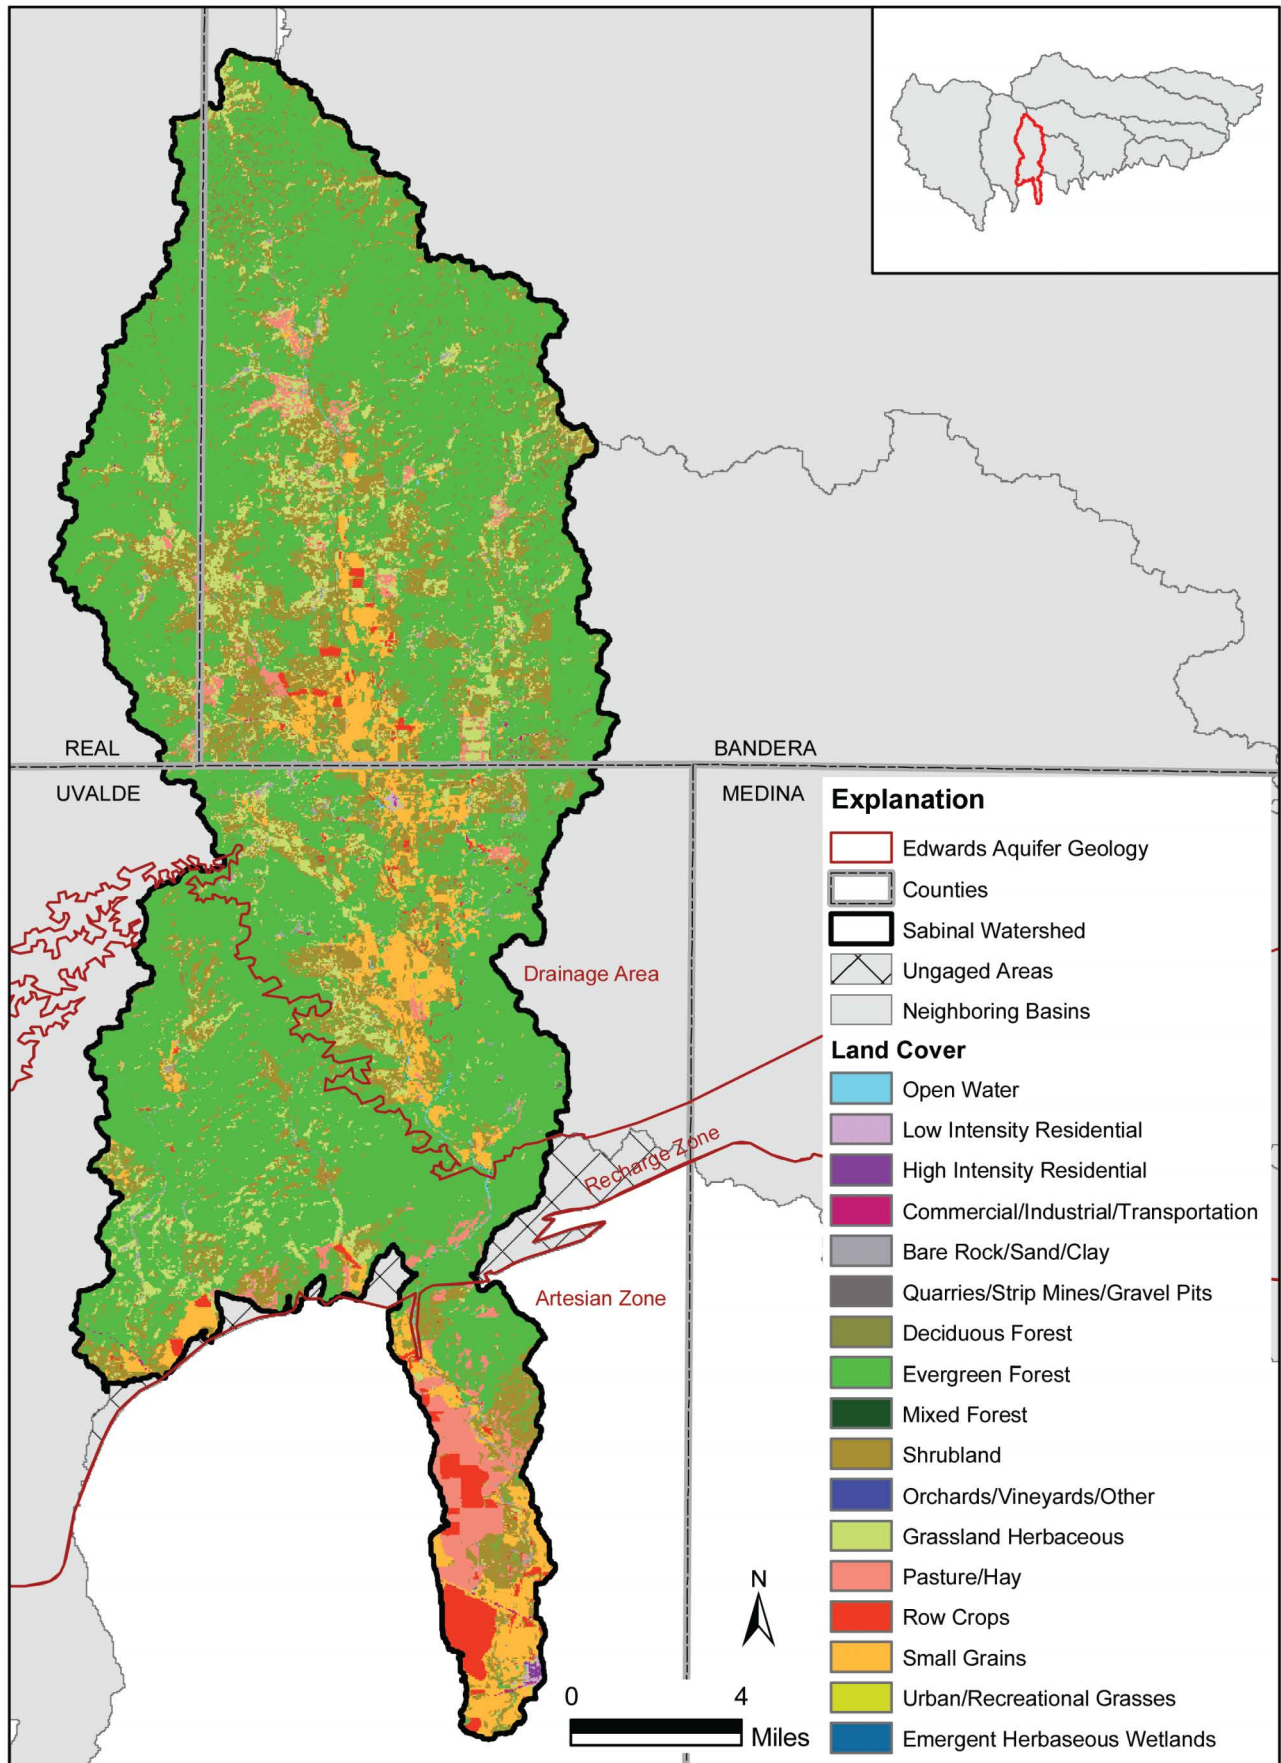 REAL
BANDERA
UVALDE
MEDINA
Drainage Area
Recharge Zone
Artesian Zone
Explanation
Edwards Aquifer Geology
Counties
Sabinal Watershed
Ungaged Areas
Neighboring Basins
Land Cover
Open Water
Low Intensity Residential
High Intensity Residential
Commercial/Industrial/Transportation
Bare Rock/Sand/Clay
Quarries/Strip Mines/Gravel Pits
Deciduous Forest
Evergreen Forest
Mixed Forest
Shrubland
Orchards/Vineyards/Other
Grassland Herbaceous
Pasture/Hay
Row Crops
Small Grains
Urban/Recreational Grasses
Emergent Herbaseous Wetlands
N
0 4
Miles